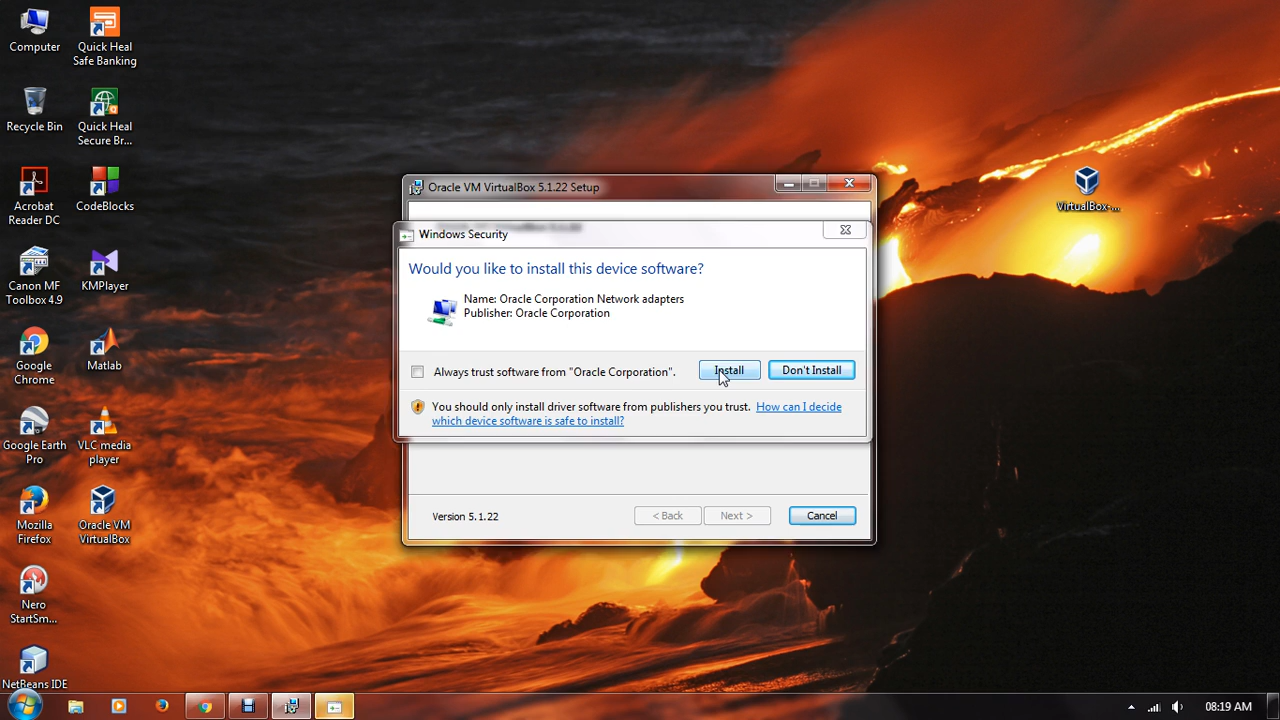 Computer
Quick Heal
Safe Banking
Recycle Bin
Quick Heal
Secure Br...
Acrobat
Reader DC
CodeBlocks
Canon MF
Toolbox 4.9
KMPlayer
Google
Chrome
Matlab
Google Earth
Pro
VLC media
player
Mozilla
Firefox
Oracle VM
VirtualBox
Nero
StartSm...
NetBeans IDE
VirtualBox-...
Oracle VM VirtualBox 5.1.22 Setup
Windows Security
Would you like to install this device software?
Name: Oracle Corporation Network adapters
Publisher: Oracle Corporation
Always trust software from "Oracle Corporation".
Install
Don't Install
You should only install driver software from publishers you trust. How can I decide
which device software is safe to install?
Version 5.1.22
< Back
Next >
Cancel
08:19 AM